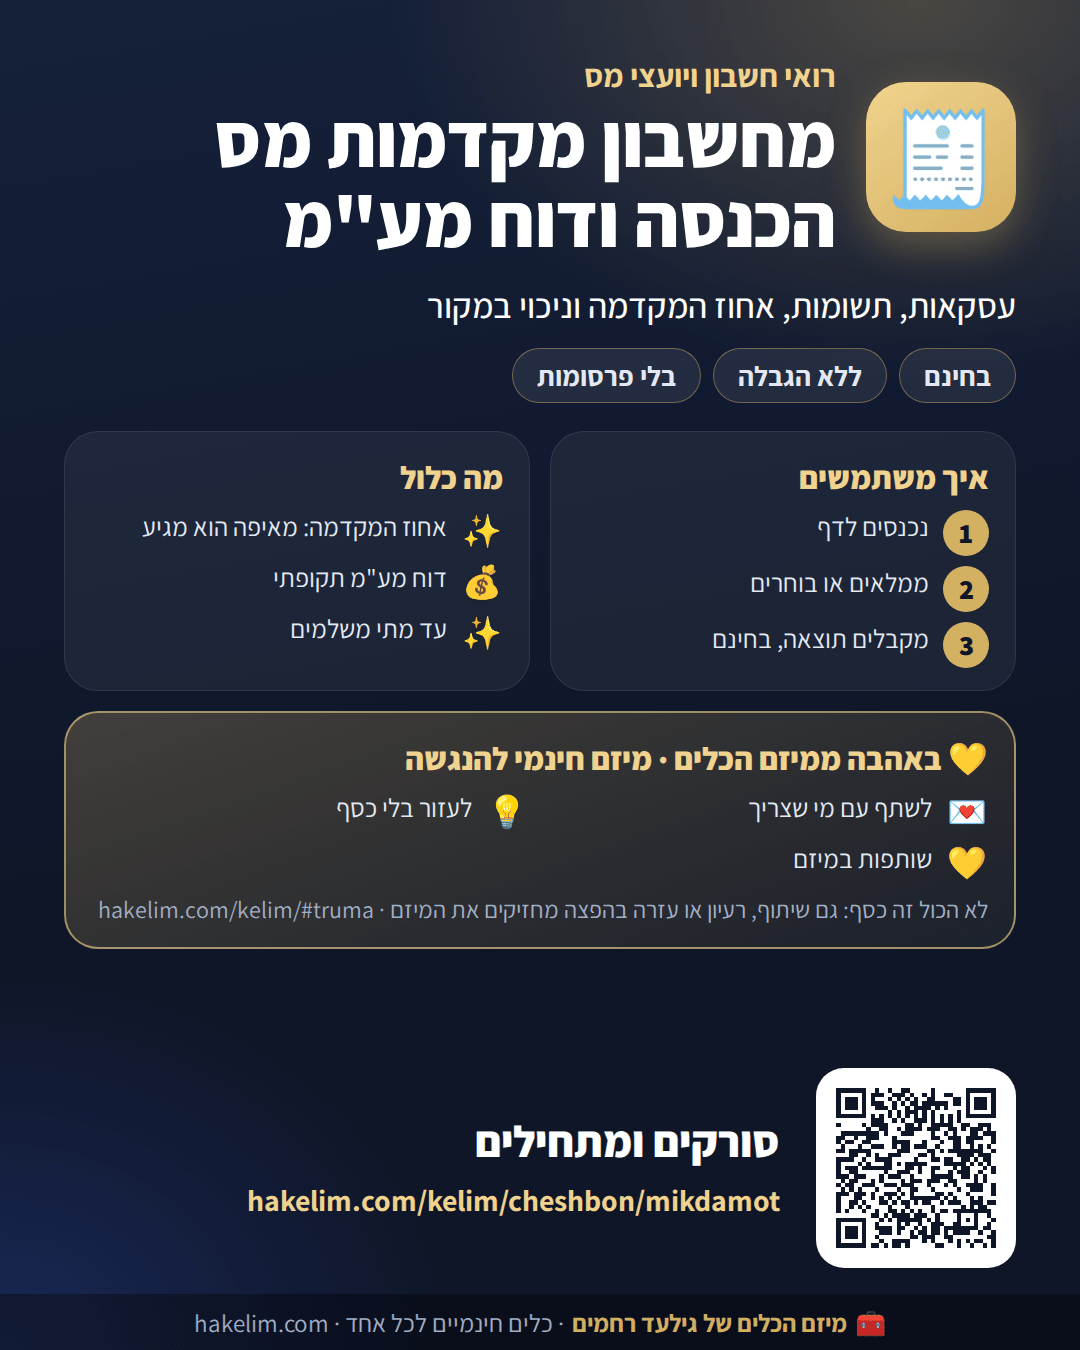 רואי חשבון ויועצי מס
מחשבון מקדמות מס
הכנסה ודוח מע"מ
עסקאות, תשומות, אחוז המקדמה וניכוי במקור
בחינם
ללא הגבלה
בלי פרסומות
איך משתמשים
1 נכנסים לדף
2 ממלאים או בוחרים
3 מקבלים תוצאה, בחינם
מה כלול
אחוז המקדמה: מאיפה הוא מגיע
דוח מע"מ תקופתי
עד מתי משלמים
באהבה ממיזם הכלים · מיזם חינמי להנגשה
לשתף עם מי שצריך
לעזור בלי כסף
שותפות במיזם
לא הכול זה כסף: גם שיתוף, רעיון או עזרה בהפצה מחזיקים את המיזם · hakelim.com/kelim/#truma
סורקים ומתחילים
hakelim.com/kelim/cheshbon/mikdamot
מיזם הכלים של גילעד רחמים · כלים חינמיים לכל אחד · hakelim.com